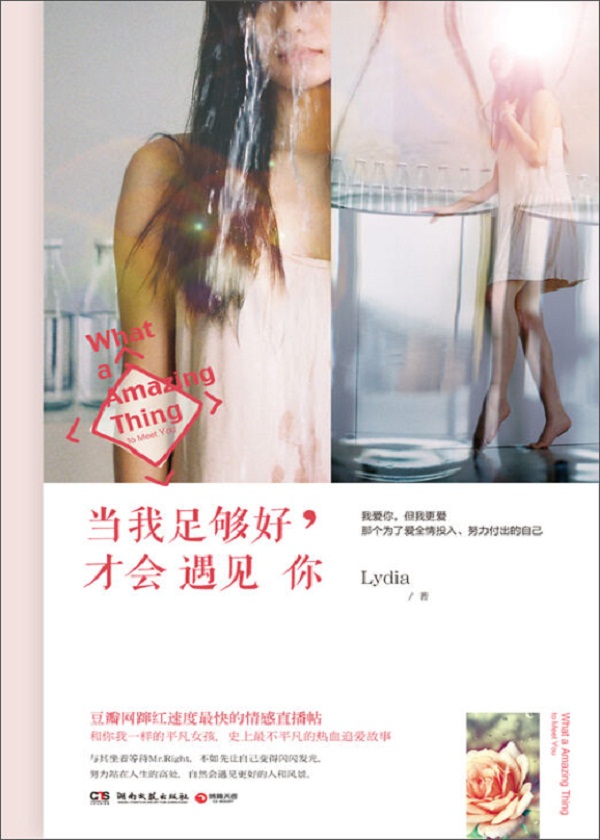 What
a
Amazing
Thing
to Meet You
当我足够好，
才会遇见 你
我爱你。但我更爱
那个为了爱全情投入、努力付出的自己
Lydia
/ 著
豆瓣网蹿红速度最快的情感直播帖
和你我一样的平凡女孩，史上最不平凡的热血追爱故事
与其坐着等待Mr.Right，不如先让自己变得闪闪发光。
努力站在人生的高处，自然会遇见更好的人和风景。
湖南文艺出版社
博集天卷
What a Amazing Thing
to Meet You